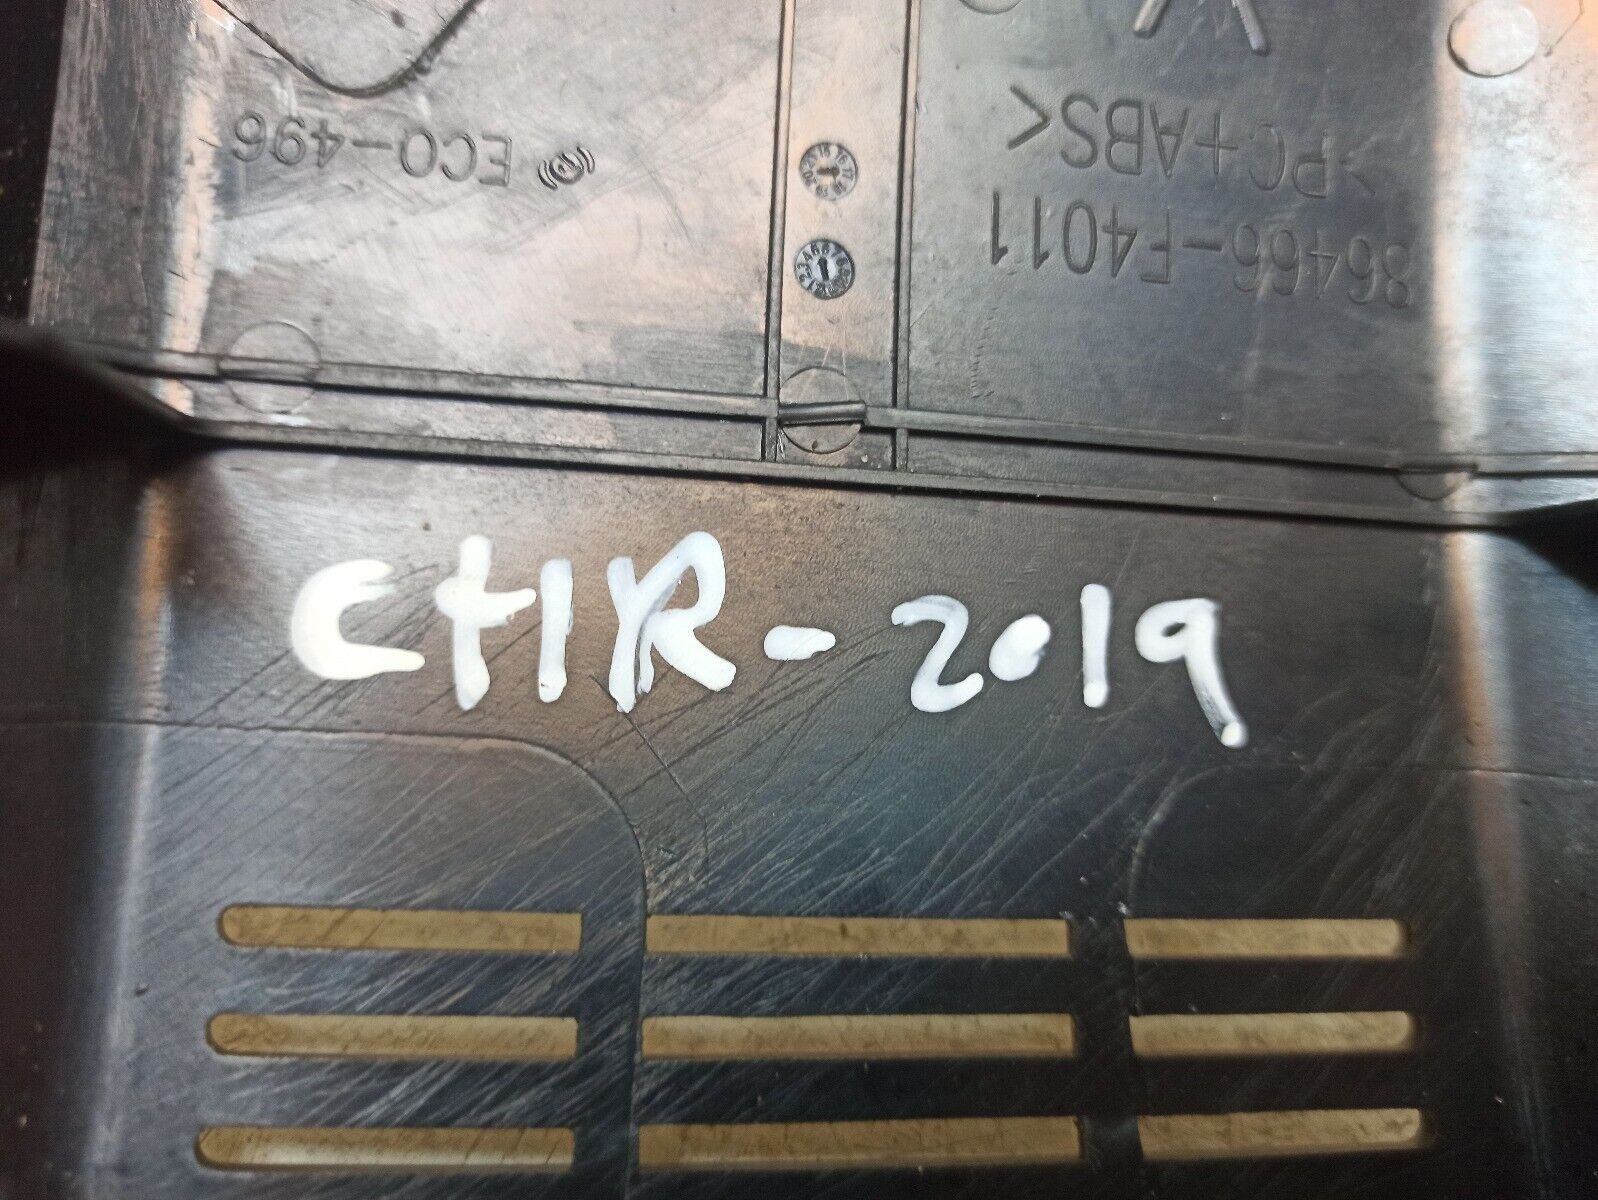 >PC+ABS<
86466-F4011
ECO-496
CHR-2019